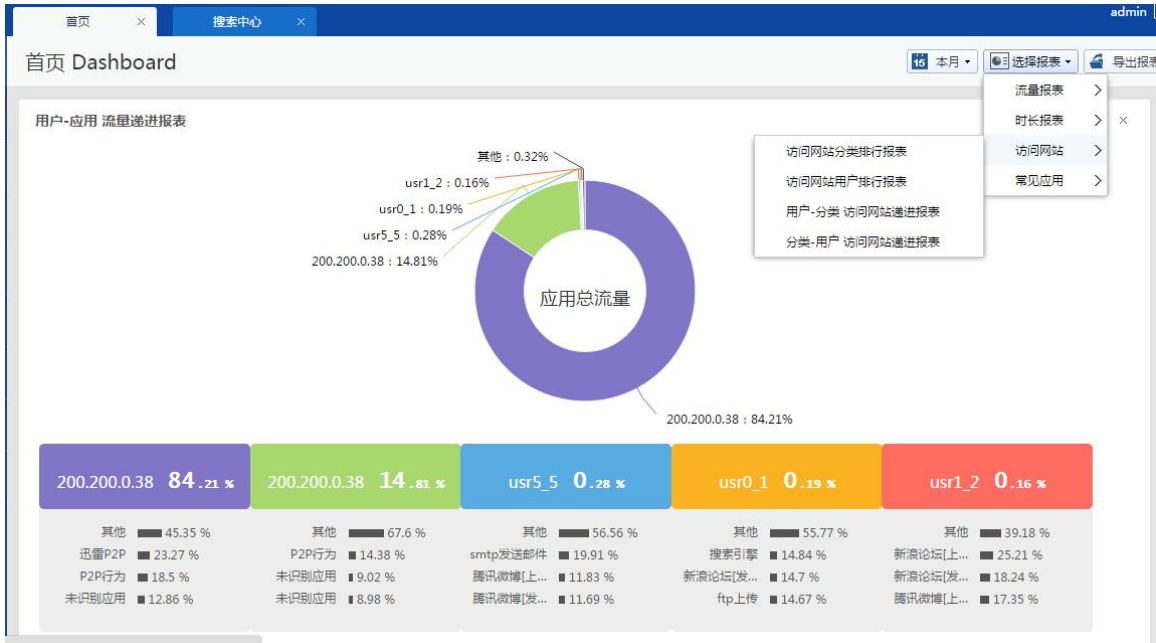 admin
首页 × 搜索中心 ×
首页 Dashboard
15 本月 选择报表 导出报表
流量报表
用户-应用 流量递进报表
时长报表 ×
访问网站
常见应用
访问网站分类排行报表
访问网站用户排行报表
用户-分类 访问网站递进报表
分类-用户 访问网站递进报表
其他：0.32%
usr1_2：0.16%
usr0_1：0.19%
usr5_5：0.28%
200.200.0.38：14.81%
应用总流量
200.200.0.38：84.21%
200.200.0.38 84.21 %
其他 45.35 %
迅雷P2P 23.27 %
P2P行为 18.5 %
未识别应用 12.86 %
200.200.0.38 14.81 %
其他 67.6 %
P2P行为 14.38 %
未识别应用 9.02 %
未识别应用 8.98 %
usr5_5 0.28 %
其他 56.56 %
smtp发送邮件 19.91 %
腾讯微博[上... 11.83 %
腾讯微博[发... 11.69 %
usr0_1 0.19 %
其他 55.77 %
搜索引擎 14.84 %
新浪论坛[发... 14.7 %
ftp上传 14.67 %
usr1_2 0.16 %
其他 39.18 %
新浪论坛[上... 25.21 %
新浪论坛[发... 18.24 %
腾讯微博[上... 17.35 %